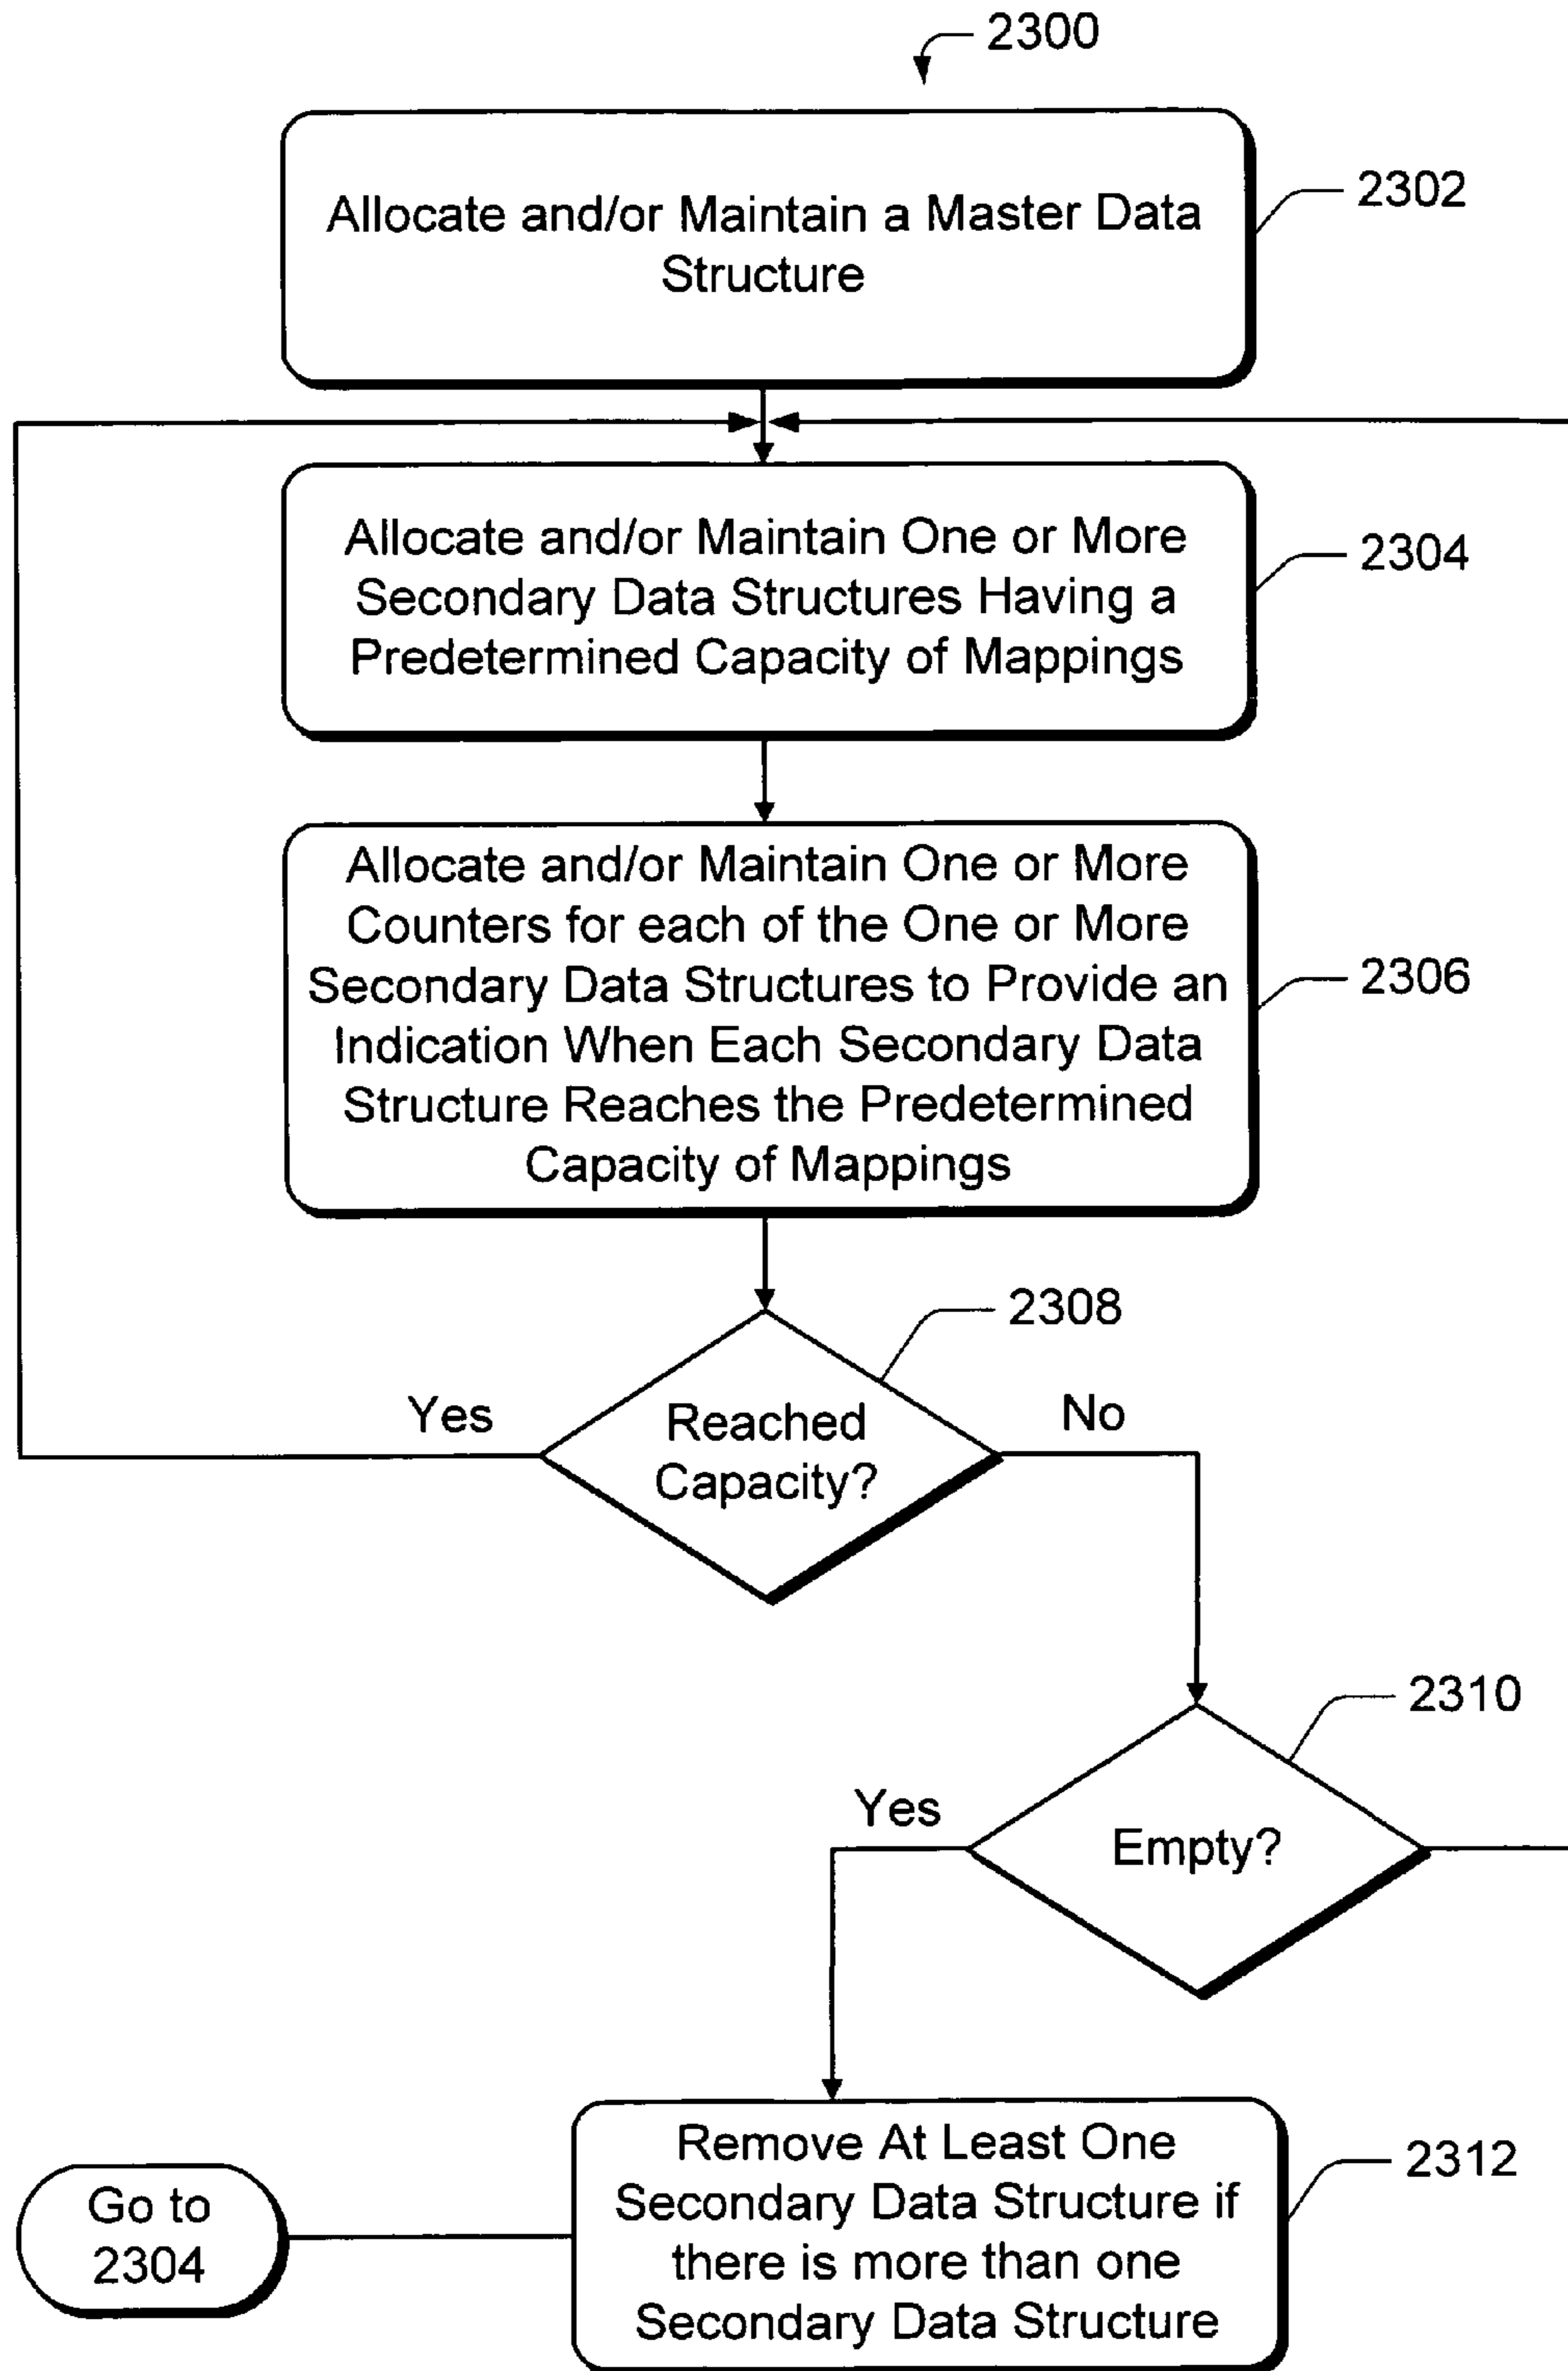 2300
Allocate and/or Maintain a Master Data
Structure
2302
Allocate and/or Maintain One or More
Secondary Data Structures Having a
Predetermined Capacity of Mappings
2304
Allocate and/or Maintain One or More
Counters for each of the One or More
Secondary Data Structures to Provide an
Indication When Each Secondary Data
Structure Reaches the Predetermined
Capacity of Mappings
2306
2308
Yes
Reached
Capacity?
No
2310
Yes
Empty?
Remove At Least One
Secondary Data Structure if
there is more than one
Secondary Data Structure
2312
Go to
2304